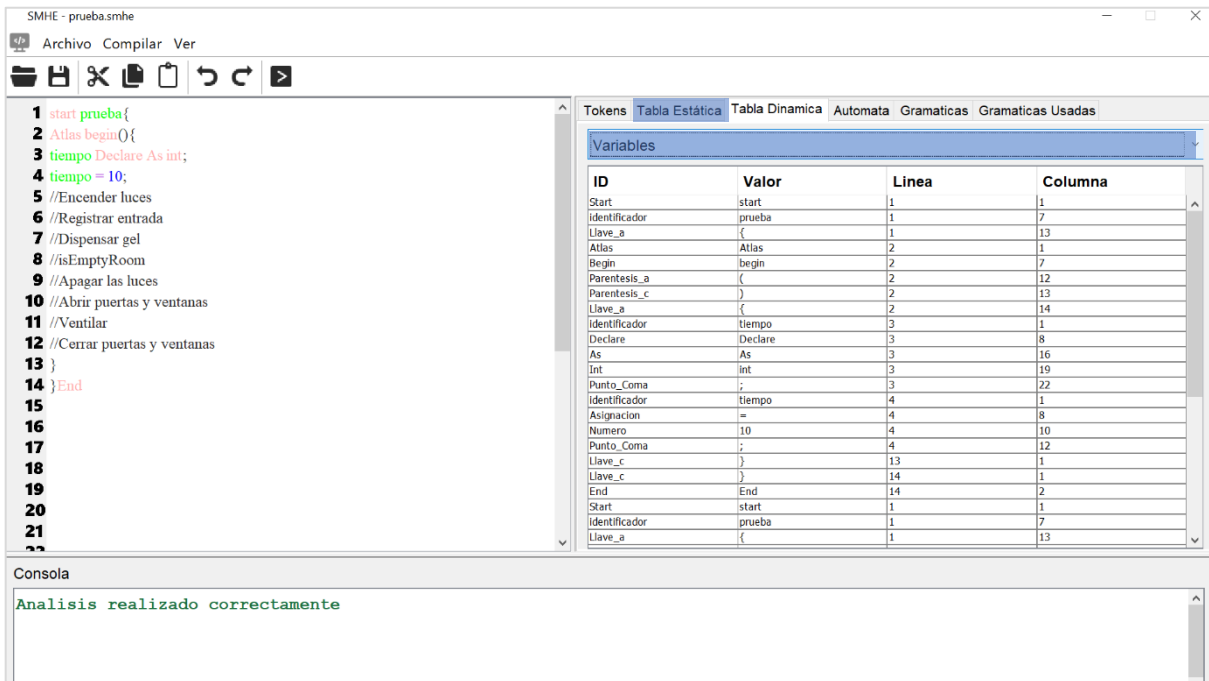 SMHE - prueba.smhe
Archivo Compilar Ver
1 start prueba{
2 Atlas begin(){
3 tiempo Declare As int;
4 tiempo = 10;
5 //Encender luces
6 //Registrar entrada
7 //Dispensar gel
8 //isEmptyRoom
9 //Apagar las luces
10 //Abrir puertas y ventanas
11 //Ventilar
12 //Cerrar puertas y ventanas
13 }
14 }End
15
16
17
18
19
20
21
22
Tokens Tabla Estática Tabla Dinamica Automata Gramaticas Gramaticas Usadas
Variables
ID Valor Linea Columna
Start start 1 1
identificador prueba 1 7
Llave_a { 1 13
Atlas Atlas 2 1
Begin begin 2 7
Parentesis_a ( 2 12
Parentesis_c ) 2 13
Llave_a { 2 14
identificador tiempo 3 1
Declare Declare 3 8
As As 3 16
Int int 3 19
Punto_Coma ; 3 22
identificador tiempo 4 1
Asignacion = 4 8
Numero 10 4 10
Punto_Coma ; 4 12
Llave_c } 13 1
Llave_c } 14 1
End End 14 2
Start start 1 1
identificador prueba 1 7
Llave_a { 1 13
Consola
Analisis realizado correctamente